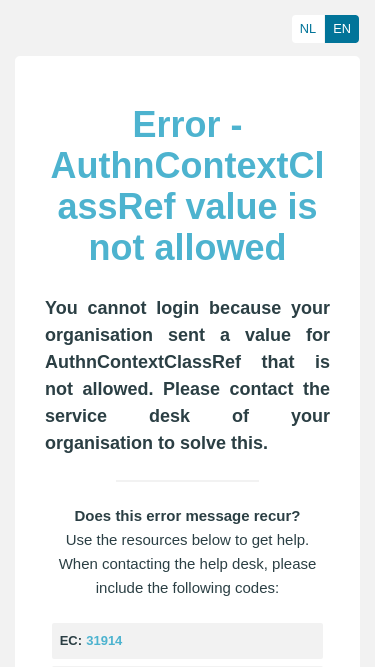 NL EN
Error -
AuthnContextCl
assRef value is
not allowed
You cannot login because your
organisation sent a value for
AuthnContextClassRef that is
not allowed. Please contact the
service desk of your
organisation to solve this.
Does this error message recur?
Use the resources below to get help.
When contacting the help desk, please
include the following codes:
EC: 31914